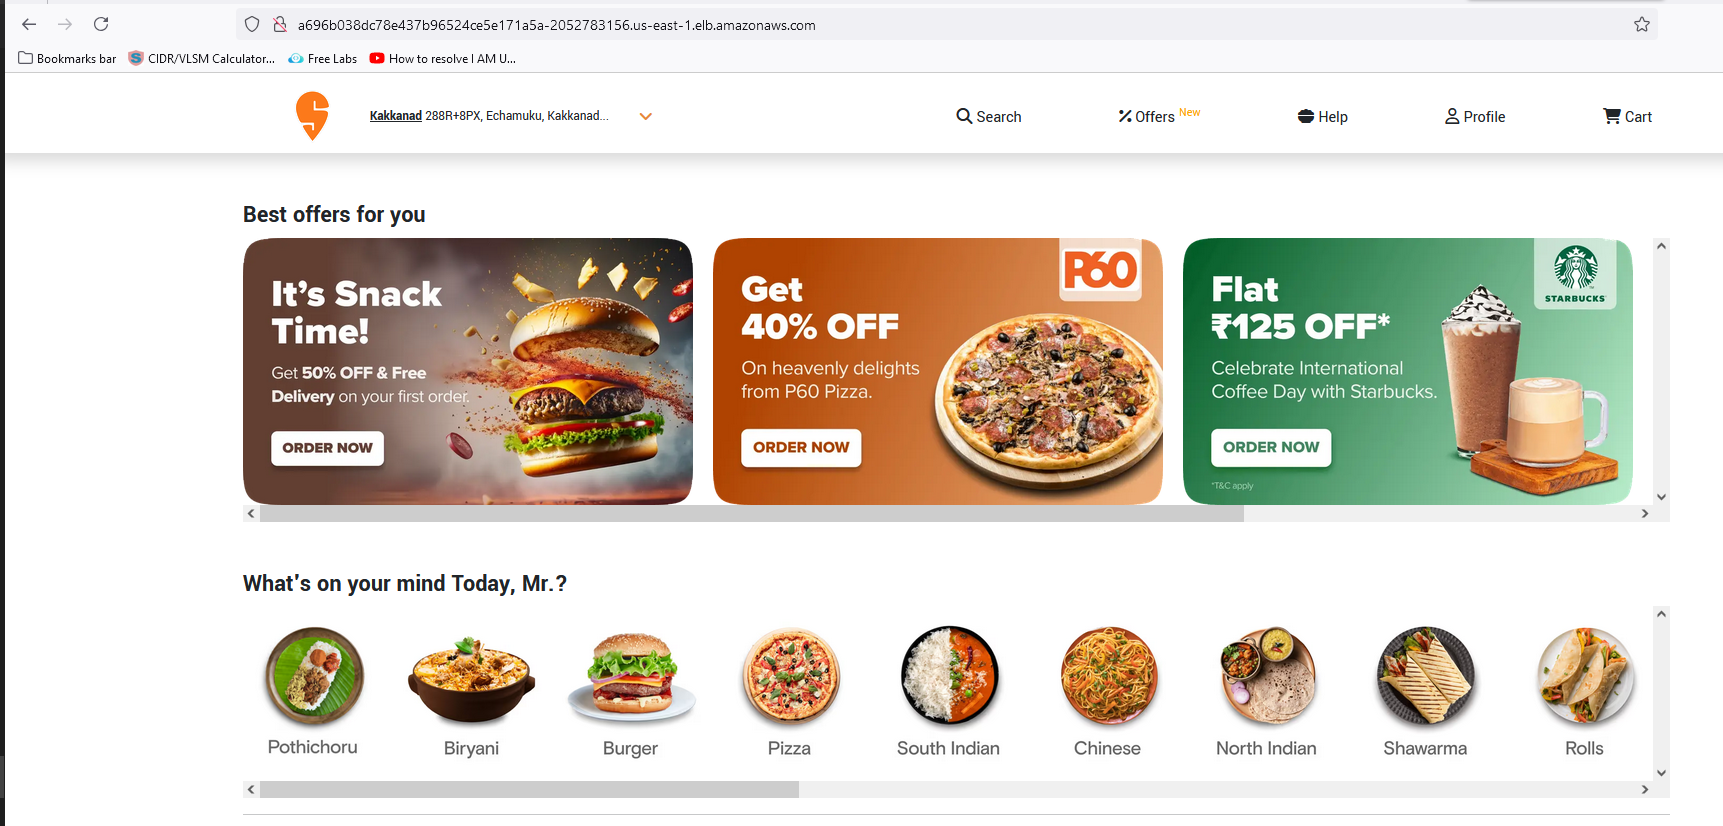 a696b038dc78e437b96524ce5e171a5a-2052783156.us-east-1.elb.amazonaws.com
Bookmarks bar CIDR/VLSM Calculator... Free Labs How to resolve I AM U...
Kakkanad 288R+8PX, Echamuku, Kakkanad... Search Offers New Help Profile Cart
Best offers for you
It's Snack
Time!
Get 50% OFF & Free
Delivery on your first order.
ORDER NOW
P60
Get
40% OFF
On heavenly delights
from P60 Pizza.
ORDER NOW
STARBUCKS
Flat
₹125 OFF*
Celebrate International
Coffee Day with Starbucks.
ORDER NOW
*T&C apply
What's on your mind Today, Mr.?
Pothichoru Biryani Burger Pizza South Indian Chinese North Indian Shawarma Rolls